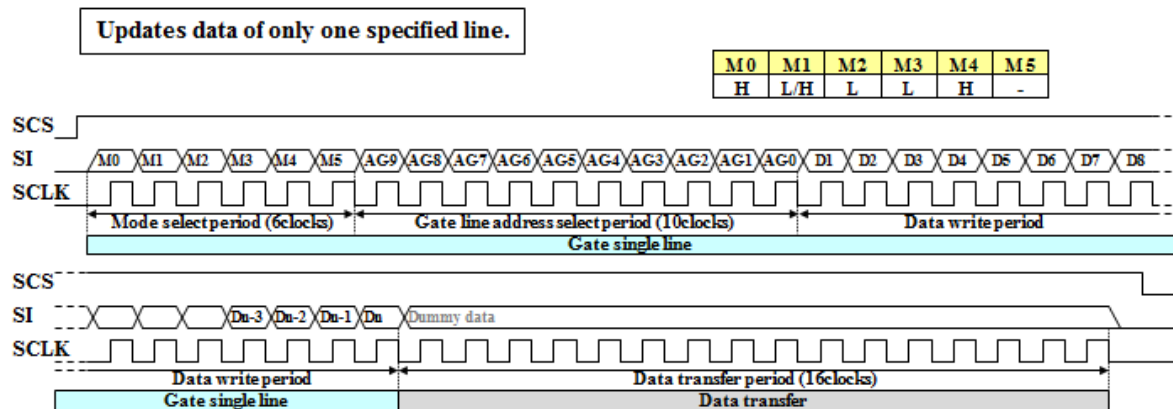 Updates data of only one specified line.
M0 M1 M2 M3 M4 M5
H L/H L L H -
SCS
SI M0 M1 M2 M3 M4 M5 AG9 AG8 AG7 AG6 AG5 AG4 AG3 AG2 AG1 AG0 D1 D2 D3 D4 D5 D6 D7 D8
SCLK
Mode select period (6clocks) Gate line address select period (10clocks) Data write period
Gate single line
SCS
SI Dn-3 Dn-2 Dn-1 Dn Dummy data
SCLK
Data write period Data transfer period (16clocks)
Gate single line Data transfer